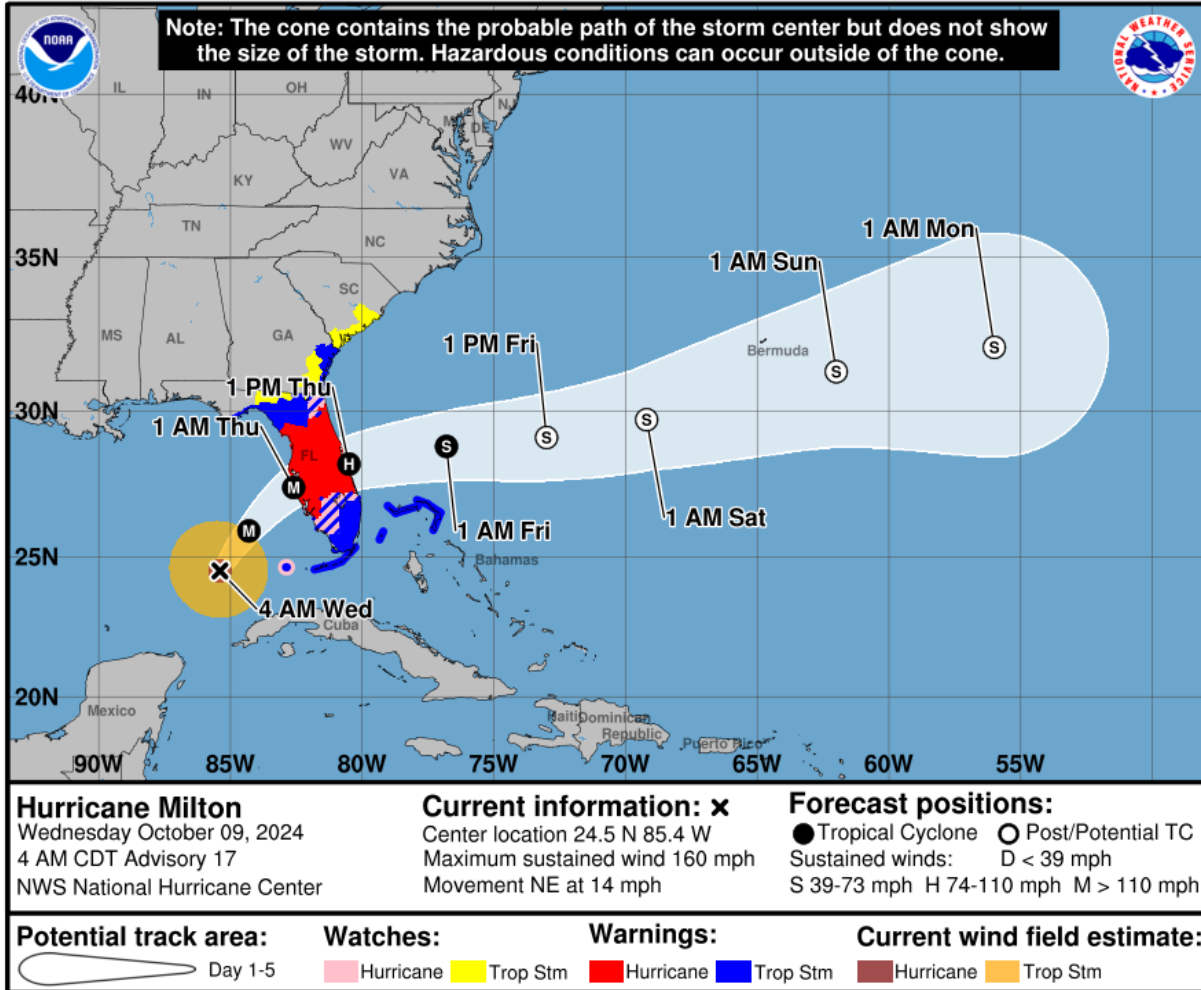 Note: The cone contains the probable path of the storm center but does not show
the size of the storm. Hazardous conditions can occur outside of the cone.
NOAA
NATIONAL WEATHER SERVICE
40N
IL
IN
OH
NJ
DE
WV
VA
KY
TN
NC
35N
SC
MS
AL
GA
1 AM Mon
1 AM Sun
Bermuda
1 PM Fri
1 PM Thu
30N
1 AM Thu
FL
S
S
S
S
S
H
M
M
1 AM Fri
1 AM Sat
25N
Bahamas
4 AM Wed
Cuba
20N
Mexico
Haiti
Dominican
Republic
Puerto Rico
90W 85W 80W 75W 70W 65W 60W 55W
Hurricane Milton
Wednesday October 09, 2024
4 AM CDT Advisory 17
NWS National Hurricane Center
Current information: x
Center location 24.5 N 85.4 W
Maximum sustained wind 160 mph
Movement NE at 14 mph
Forecast positions:
Tropical Cyclone Post/Potential TC
Sustained winds: D < 39 mph
S 39-73 mph H 74-110 mph M > 110 mph
Potential track area:
Day 1-5
Watches:
Hurricane Trop Stm
Warnings:
Hurricane Trop Stm
Current wind field estimate:
Hurricane Trop Stm